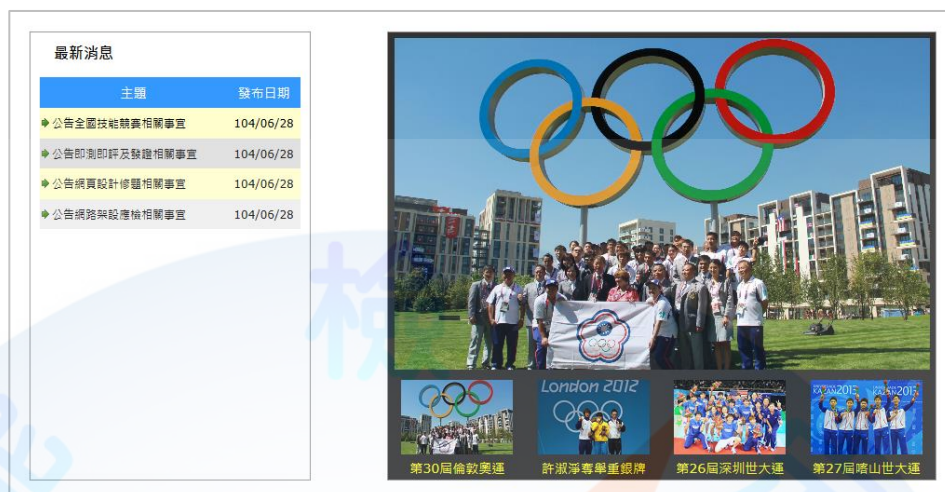 最新消息
主題 發布日期
公告全國技能競賽相關事宜 104/06/28
公告即測即評及發證相關事宜 104/06/28
公告網頁設計修題相關事宜 104/06/28
公告網路架設應檢相關事宜 104/06/28
檢
London 2012
KAZAN2013 KAZAN2013
第30屆倫敦奧運 許淑淨奪舉重銀牌 第26屆深圳世大運 第27屆喀山世大運